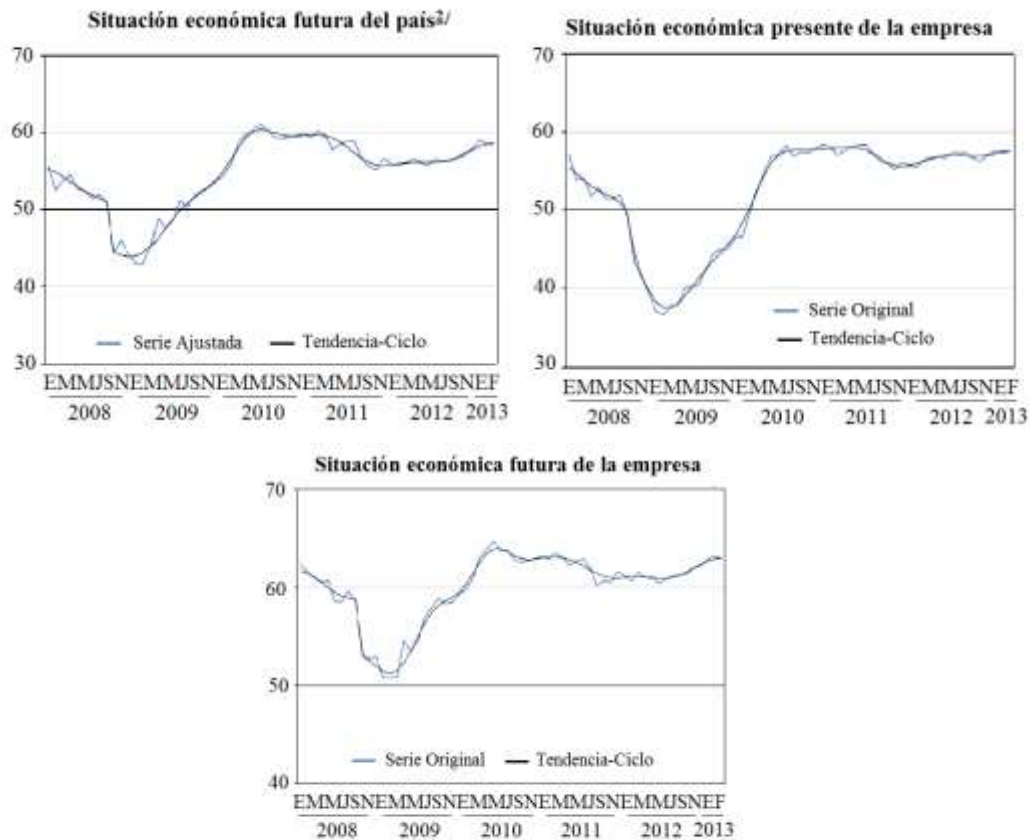 Situación económica futura del país2/
70
60
50
40
30
Serie Ajustada
Tendencia-Ciclo
EMMJSNEMMJSNEMMJSNEMMJSNEMMJSNEF
2008 2009 2010 2011 2012 2013
Situación económica presente de la empresa
70
60
50
40
30
Serie Original
Tendencia-Ciclo
EMMJSNEMMJSNEMMJSNEMMJSNEMMJSNEF
2008 2009 2010 2011 2012 2013
Situación económica futura de la empresa
70
60
50
40
Serie Original
Tendencia-Ciclo
EMMJSNEMMJSNEMMJSNEMMJSNEMMJSNEF
2008 2009 2010 2011 2012 2013